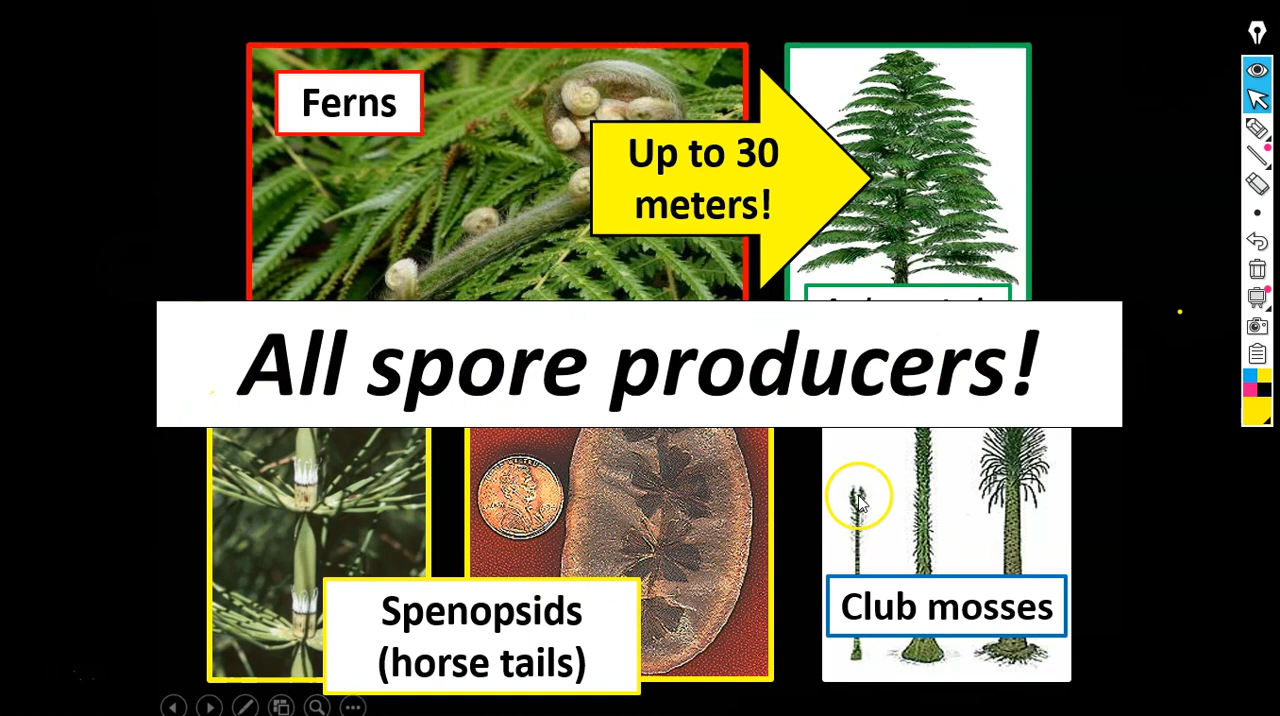 Ferns
Up to 30
meters!
All spore producers!
Spenopsids
(horse tails)
Club mosses